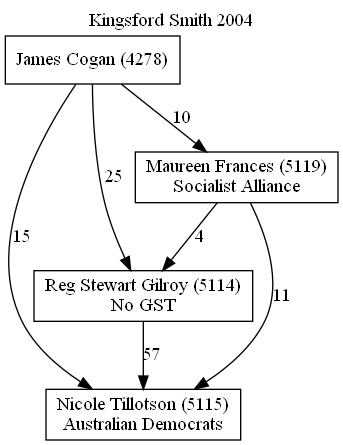 Kingsford Smith 2004
James Cogan (4278)
10
Maureen Frances (5119)
Socialist Alliance
25
15
4
Reg Stewart Gilroy (5114)
No GST
11
57
Nicole Tillotson (5115)
Australian Democrats